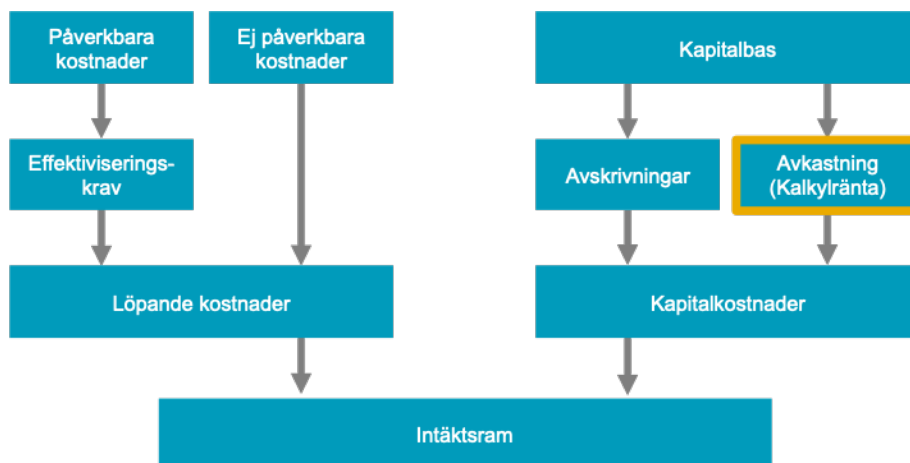 Påverkbara
kostnader
Ej påverkbara
kostnader
Kapitalbas
Effektiviserings-
krav
Avskrivningar
Avkastning
(Kalkylränta)
Löpande kostnader
Kapitalkostnader
Intäktsram